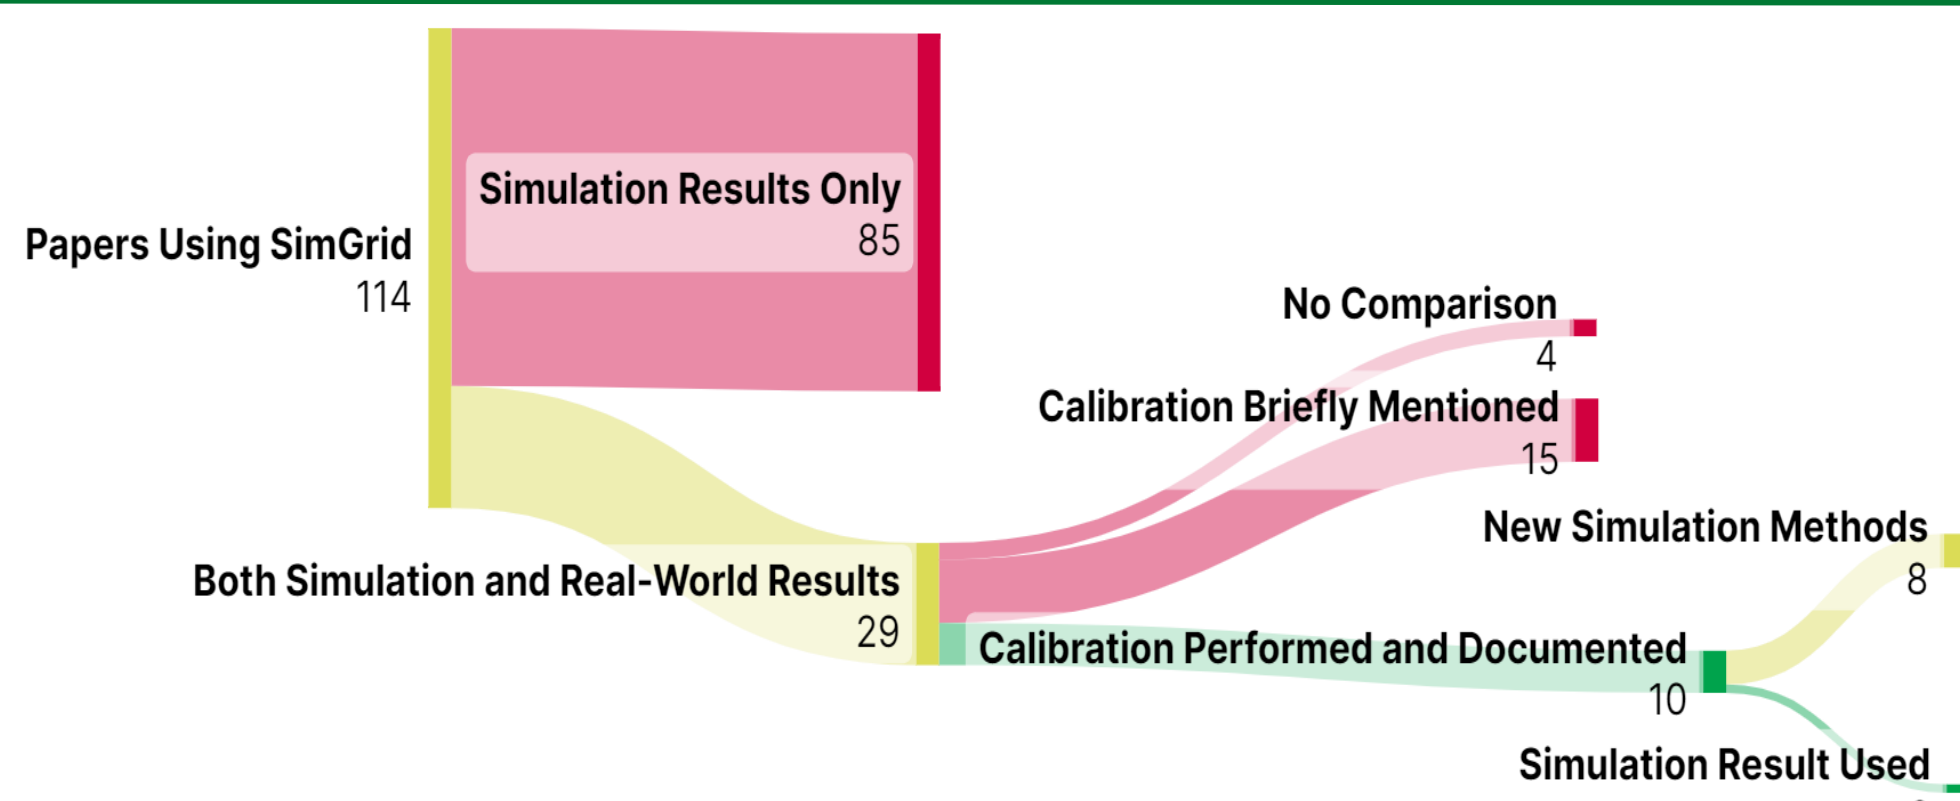 Papers Using SimGrid
114
Simulation Results Only
85
Both Simulation and Real-World Results
29
No Comparison
4
Calibration Briefly Mentioned
15
Calibration Performed and Documented
10
New Simulation Methods
8
Simulation Result Used